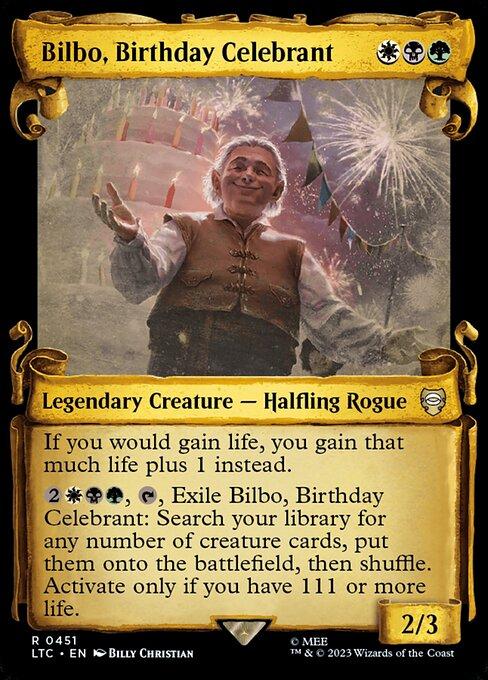 Bilbo, Birthday Celebrant
Legendary Creature — Halfling Rogue
If you would gain life, you gain that
much life plus 1 instead.
2, , Exile Bilbo, Birthday
Celebrant: Search your library for
any number of creature cards, put
them onto the battlefield, then shuffle.
Activate only if you have 111 or more
life.
2/3
R 0451
LTC • EN Billy Christian
© MEE
™ & © 2023 Wizards of the Coast